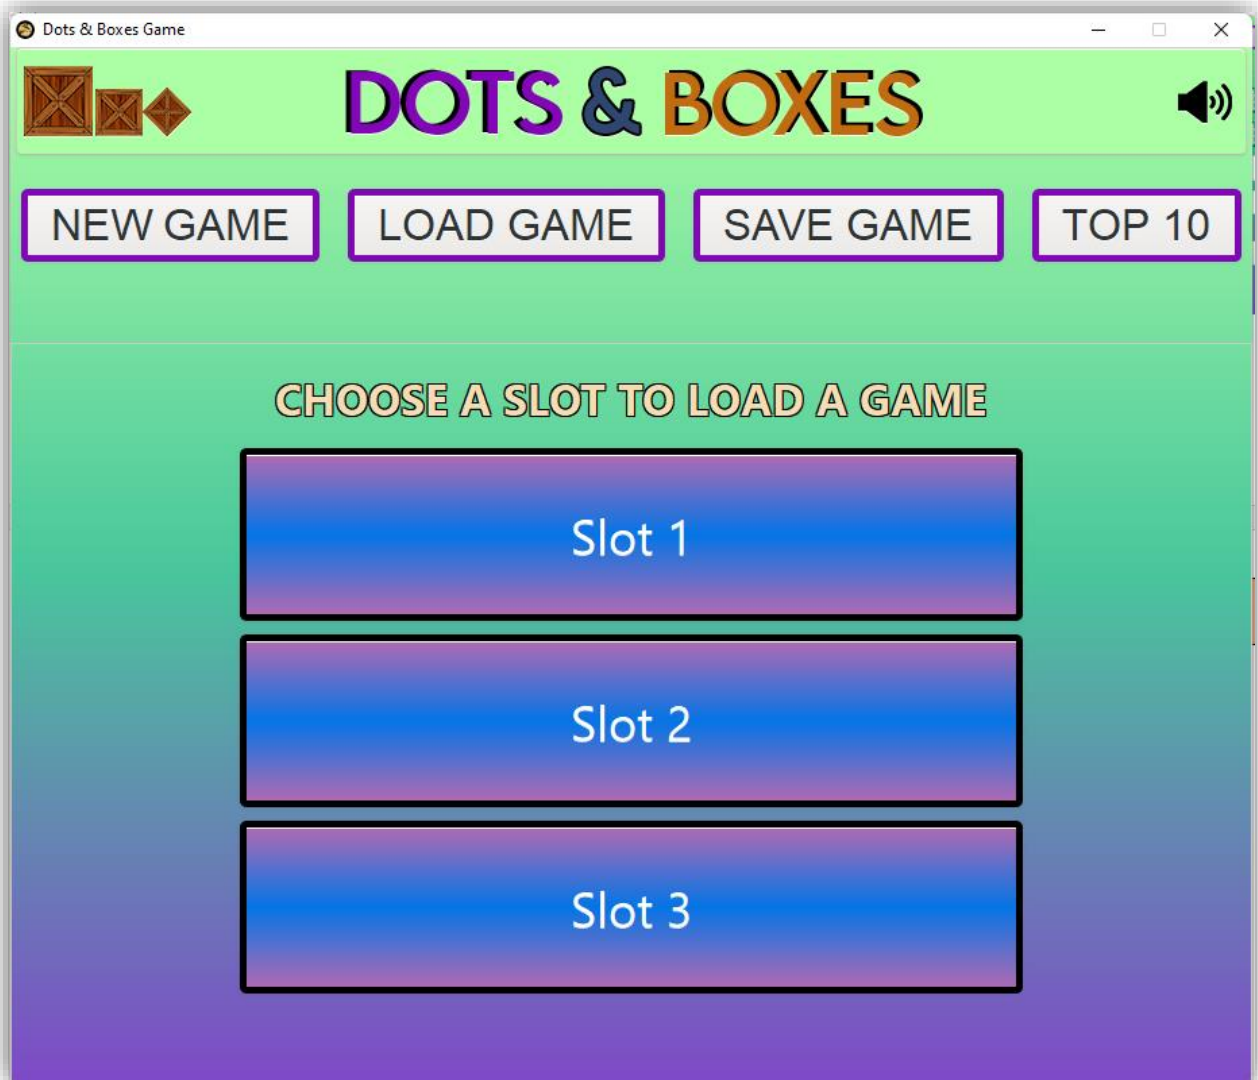 Dots & Boxes Game
DOTS & BOXES
NEW GAME LOAD GAME SAVE GAME TOP 10
CHOOSE A SLOT TO LOAD A GAME
Slot 1
Slot 2
Slot 3